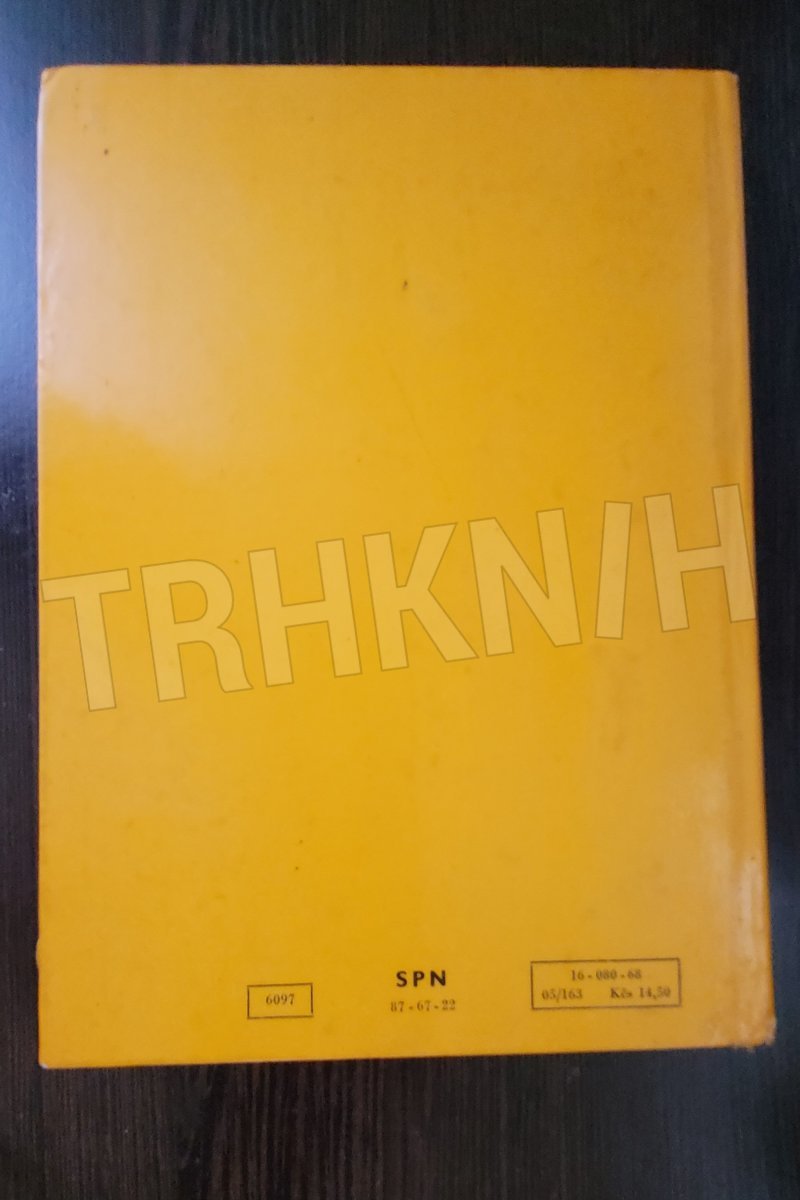 TRHKNIH
SPN
87-67-22
6097
16-080-68
05/163 Kčs 14,50